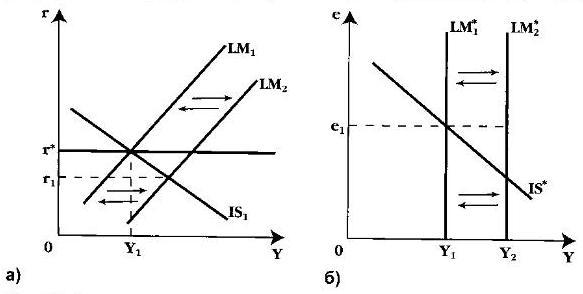 r
LM₁
LM₂
r*
r₁
IS₁
0
Y₁
Y
а)
e
LM₁*
LM₂*
e₁
IS*
0
Y₁
Y₂
Y
б)